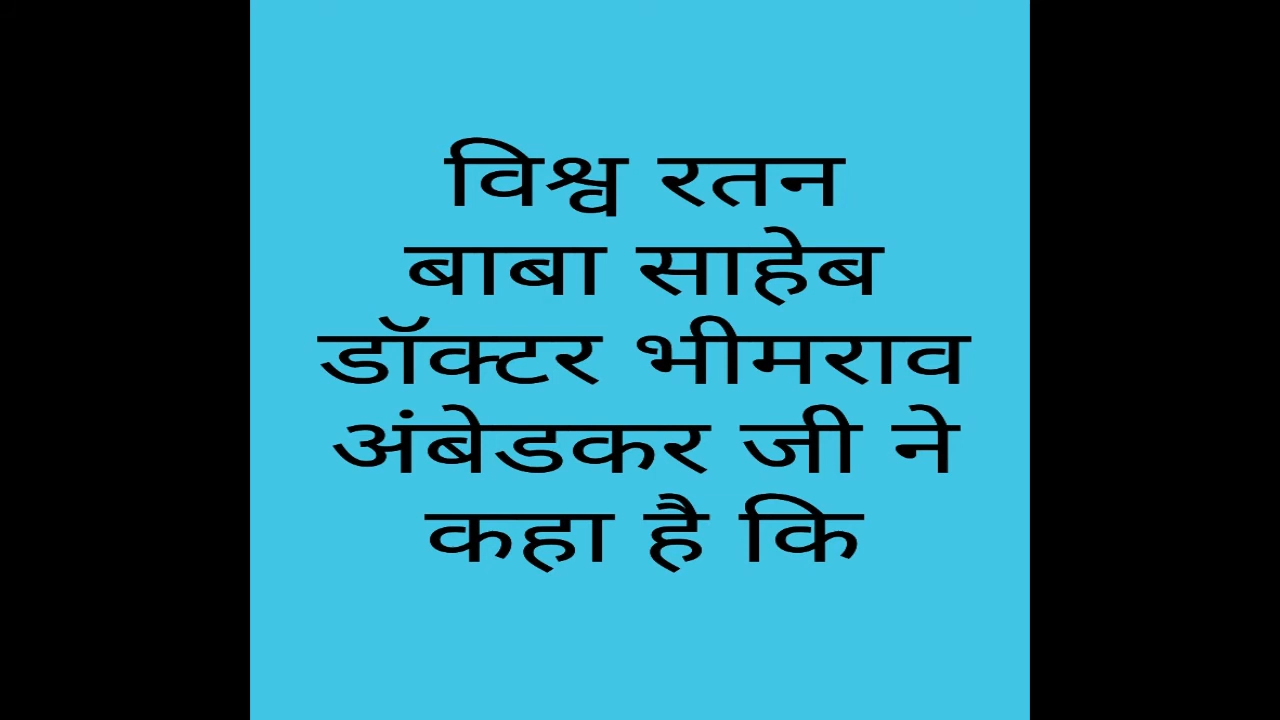 विश्व रतन
बाबा साहेब
डॉक्टर भीमराव
अंबेडकर जी ने
कहा है कि